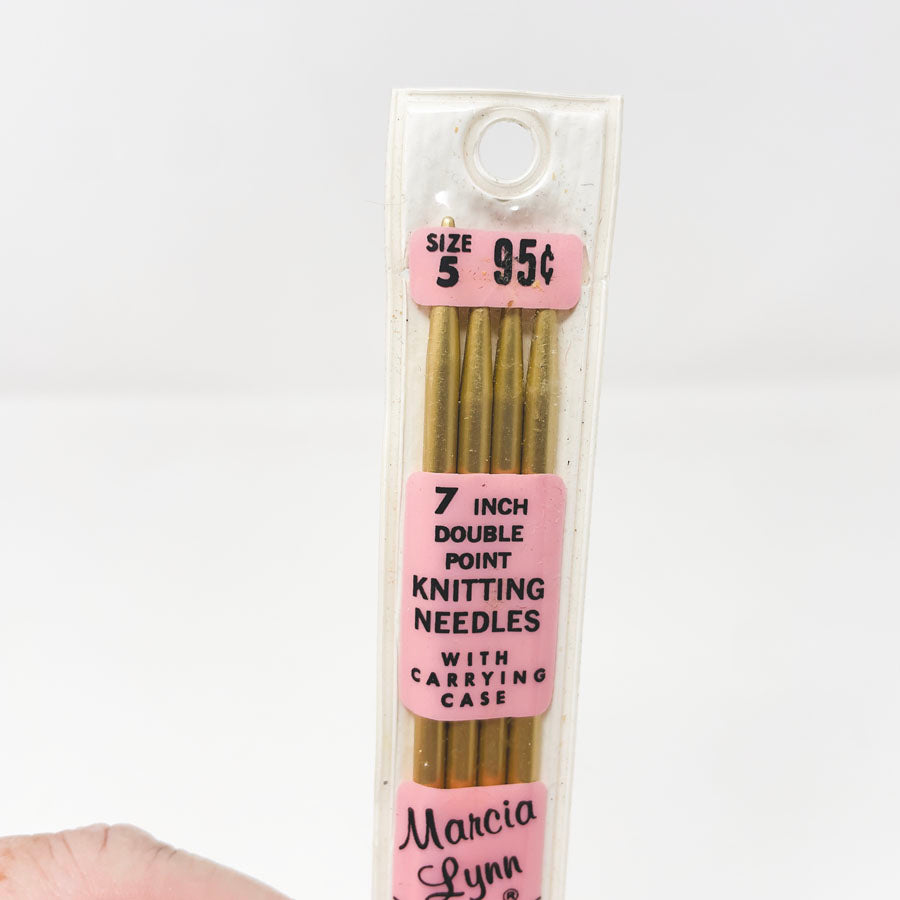 SIZE 95¢
5
7 INCH
DOUBLE
POINT
KNITTING
NEEDLES
WITH
CARRYING
CASE
Marcia
Lynn
®